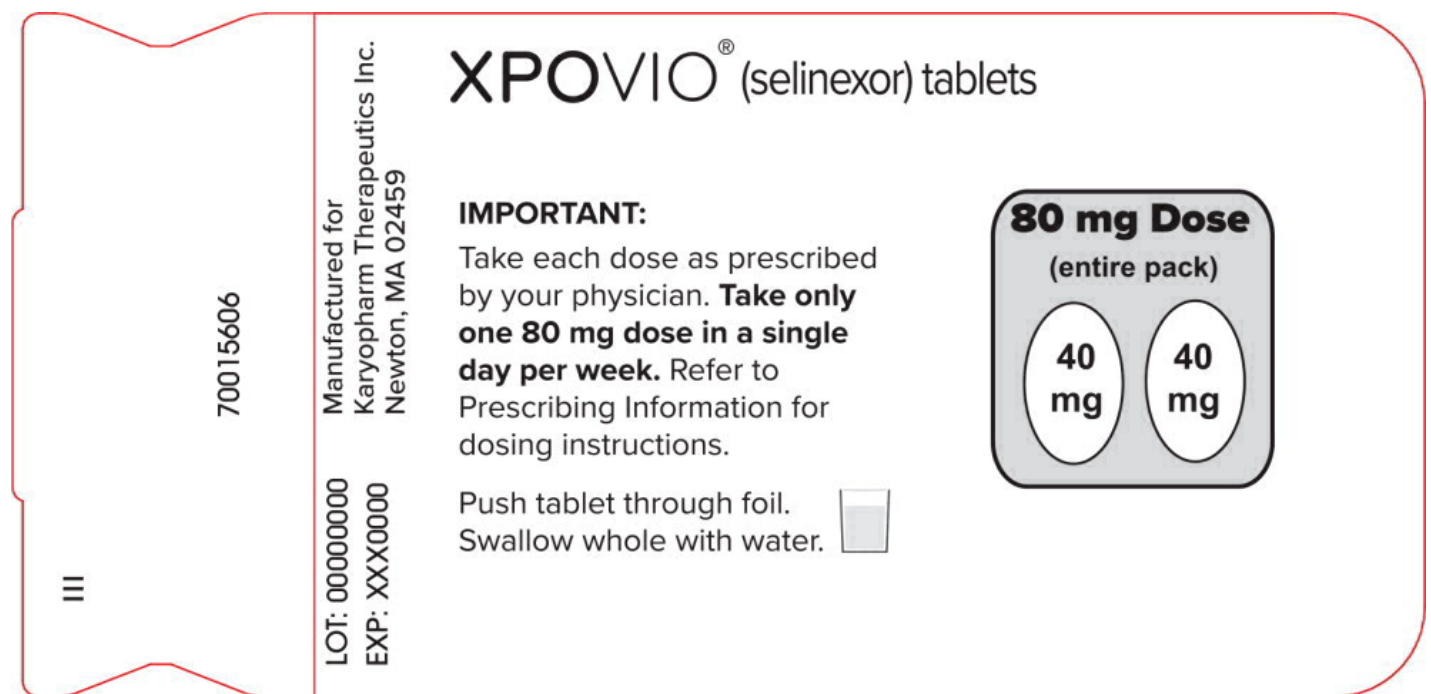 XPOVIO® (selinexor) tablets
IMPORTANT:
Take each dose as prescribed
by your physician. Take only
one 80 mg dose in a single
day per week. Refer to
Prescribing Information for
dosing instructions.
Push tablet through foil.
Swallow whole with water.
80 mg Dose
(entire pack)
40
mg
40
mg
Manufactured for
Karyopharm Therapeutics Inc.
Newton, MA 02459
LOT: 00000000
EXP: XXX0000
70015606
III